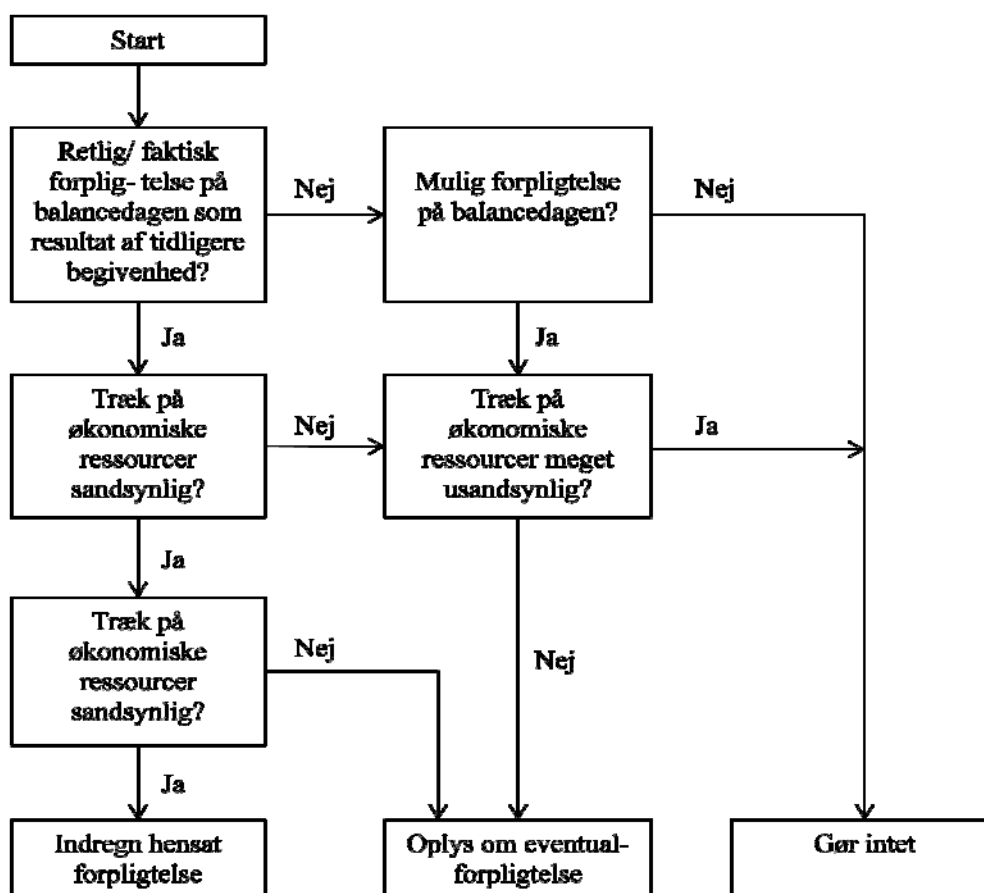 Start
Retlig/ faktisk
forplig- telse på
balancedagen som
resultat af tidligere
begivenhed?
Nej
Mulig forpligtelse
på balancedagen?
Nej
Ja
Ja
Træk på
økonomiske
ressourcer
sandsynlig?
Nej
Træk på
økonomiske
ressourcer meget
usandsynlig?
Ja
Ja
Træk på
økonomiske
ressourcer
sandsynlig?
Nej
Nej
Ja
Indregn hensat
forpligtelse
Oplys om eventual-
forpligtelse
Gør intet